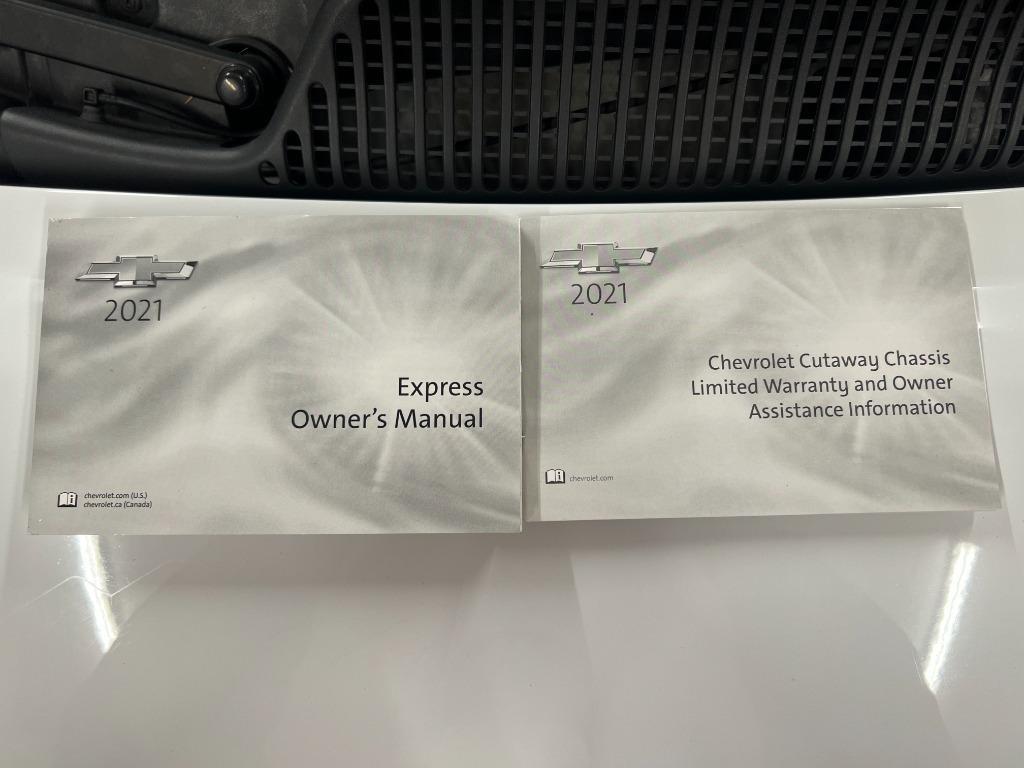 2021
Express
Owner's Manual
chevrolet.com (U.S.)
chevrolet.ca (Canada)
2021
Chevrolet Cutaway Chassis
Limited Warranty and Owner
Assistance Information
chevrolet.com